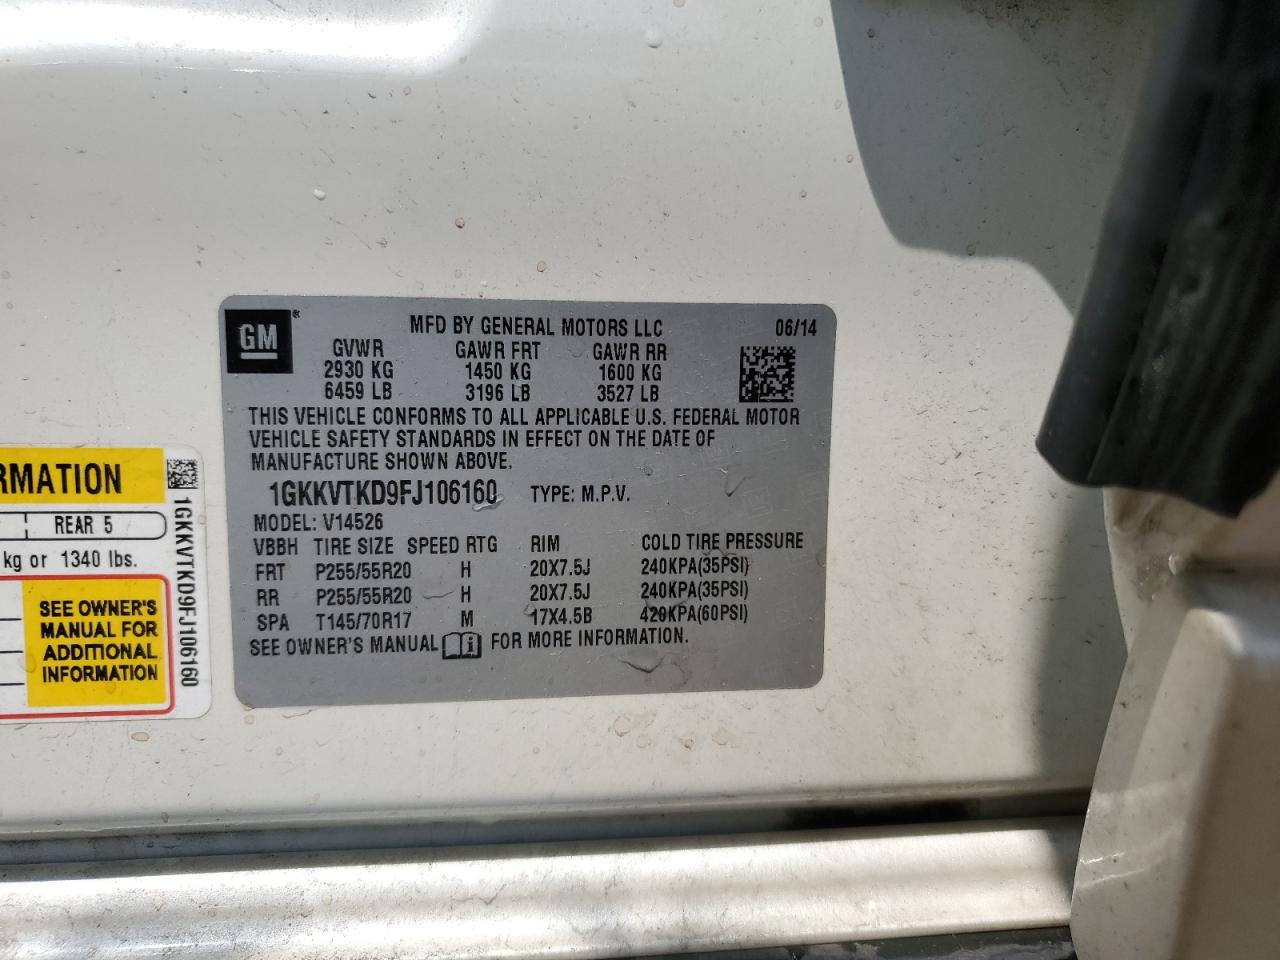 GM®
MFD BY GENERAL MOTORS LLC 06/14
GVWR GAWR FRT GAWR RR
2930 KG 1450 KG 1600 KG
6459 LB 3196 LB 3527 LB
THIS VEHICLE CONFORMS TO ALL APPLICABLE U.S. FEDERAL MOTOR
VEHICLE SAFETY STANDARDS IN EFFECT ON THE DATE OF
MANUFACTURE SHOWN ABOVE.
1GKKVTKD9FJ106160 TYPE: M.P.V.
MODEL: V14526
VBBH TIRE SIZE SPEED RTG RIM COLD TIRE PRESSURE
FRT P255/55R20 H 20X7.5J 240KPA(35PSI)
RR P255/55R20 H 20X7.5J 240KPA(35PSI)
SPA T145/70R17 M 17X4.5B 420KPA(60PSI)
SEE OWNER'S MANUAL FOR MORE INFORMATION.
RMATION
REAR 5
kg or 1340 lbs.
SEE OWNER'S
MANUAL FOR
ADDITIONAL
INFORMATION
1GKKVTKD9FJ106160